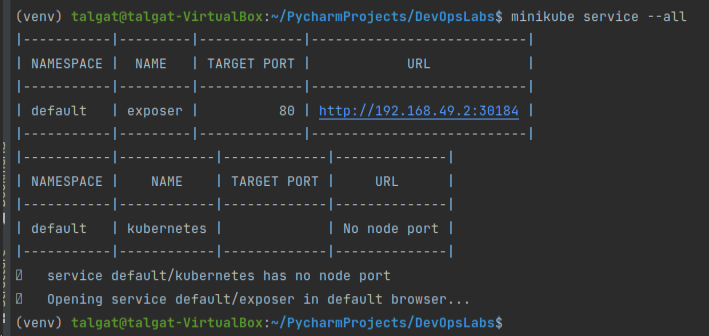 (venv) talgat@talgat-VirtualBox:~/PycharmProjects/DevOpsLabs$ minikube service --all
|-----------|---------|-------------|---------------------------|
| NAMESPACE |  NAME   | TARGET PORT |            URL            |
|-----------|---------|-------------|---------------------------|
| default   | exposer |          80 | http://192.168.49.2:30184 |
|-----------|---------|-------------|---------------------------|
|-----------|------------|-------------|--------------|
| NAMESPACE |    NAME    | TARGET PORT |     URL      |
|-----------|------------|-------------|--------------|
| default   | kubernetes |             | No node port |
|-----------|------------|-------------|--------------|
service default/kubernetes has no node port
Opening service default/exposer in default browser...
(venv) talgat@talgat-VirtualBox:~/PycharmProjects/DevOpsLabs$